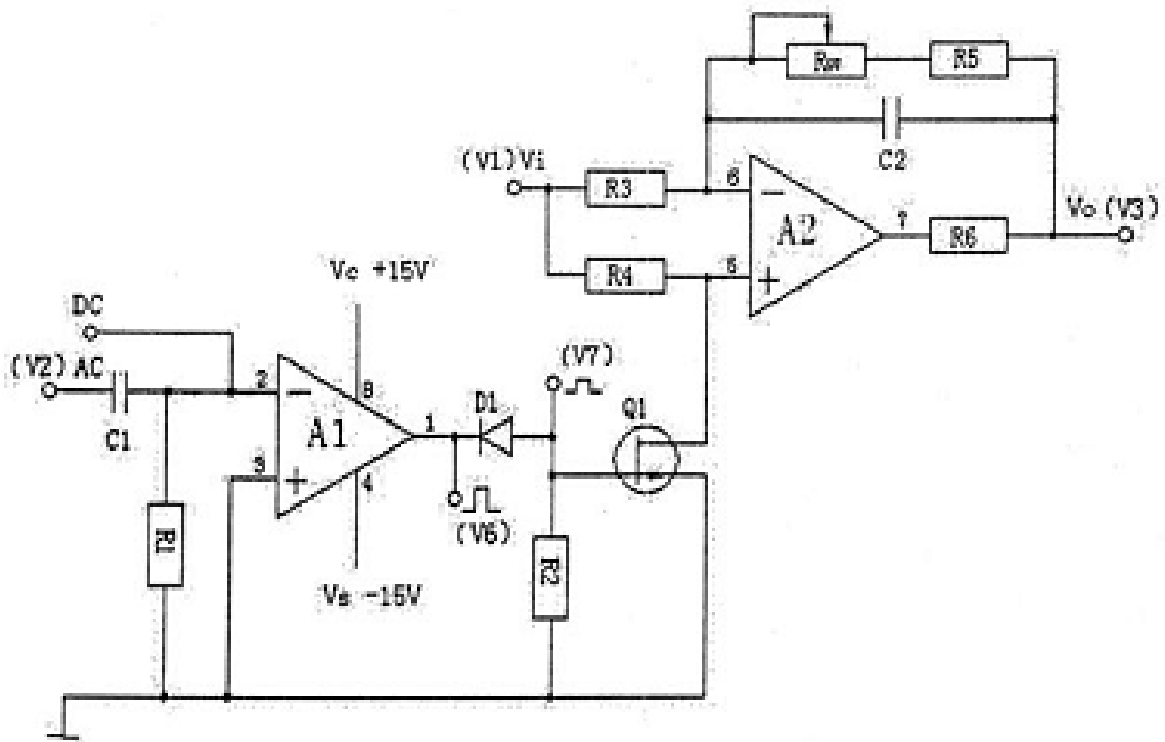 Rw
R5
C2
(V1)Vi
R3
6
A2
7
R6
Vo(V3)
R4
5
Vc +15V
DC
(V2)AC
C1
2
8
A1
1
D1
(V7)
Q1
3
4
(V6)
R1
R2
Vs -15V